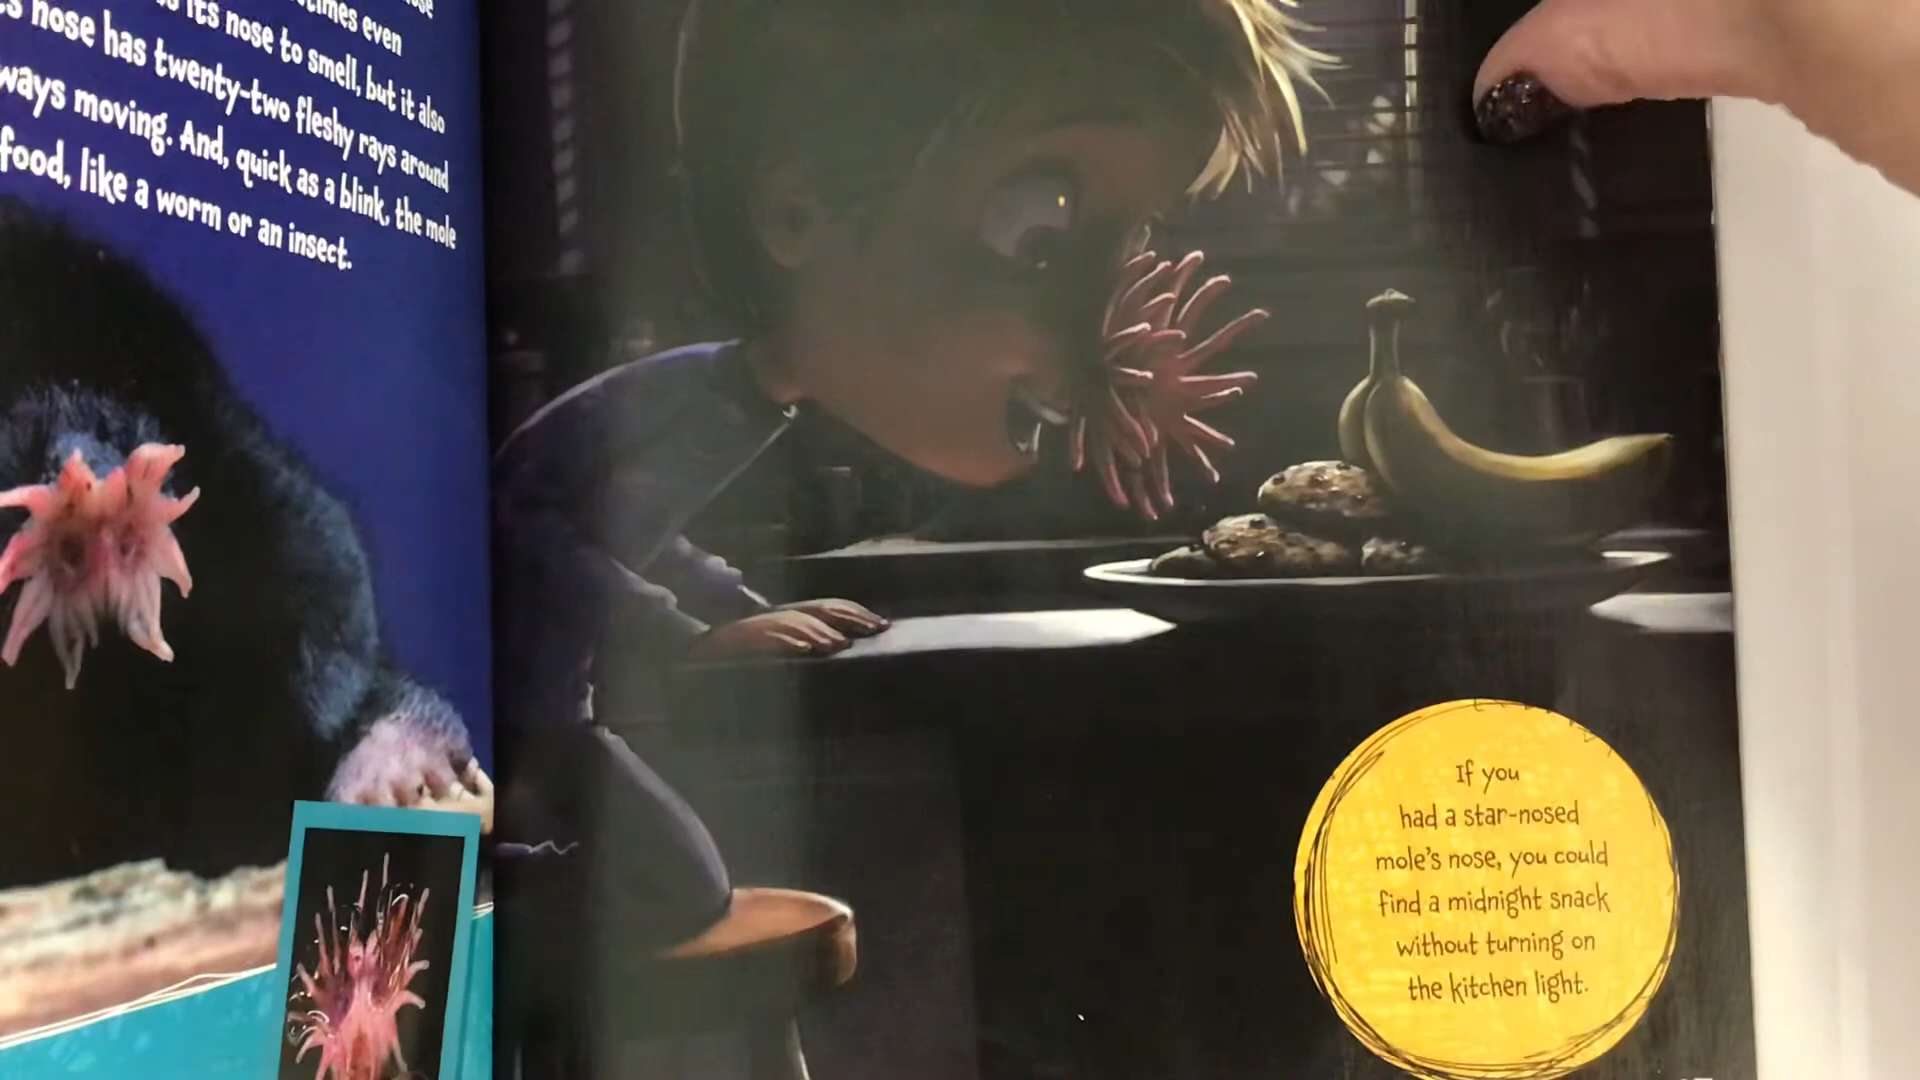 times even
its nose to smell, but it also
nose has twenty-two fleshy rays around
ways moving. And, quick as a blink, the mole
food, like a worm or an insect.
If you
had a star-nosed
mole's nose, you could
find a midnight snack
without turning on
the kitchen light.